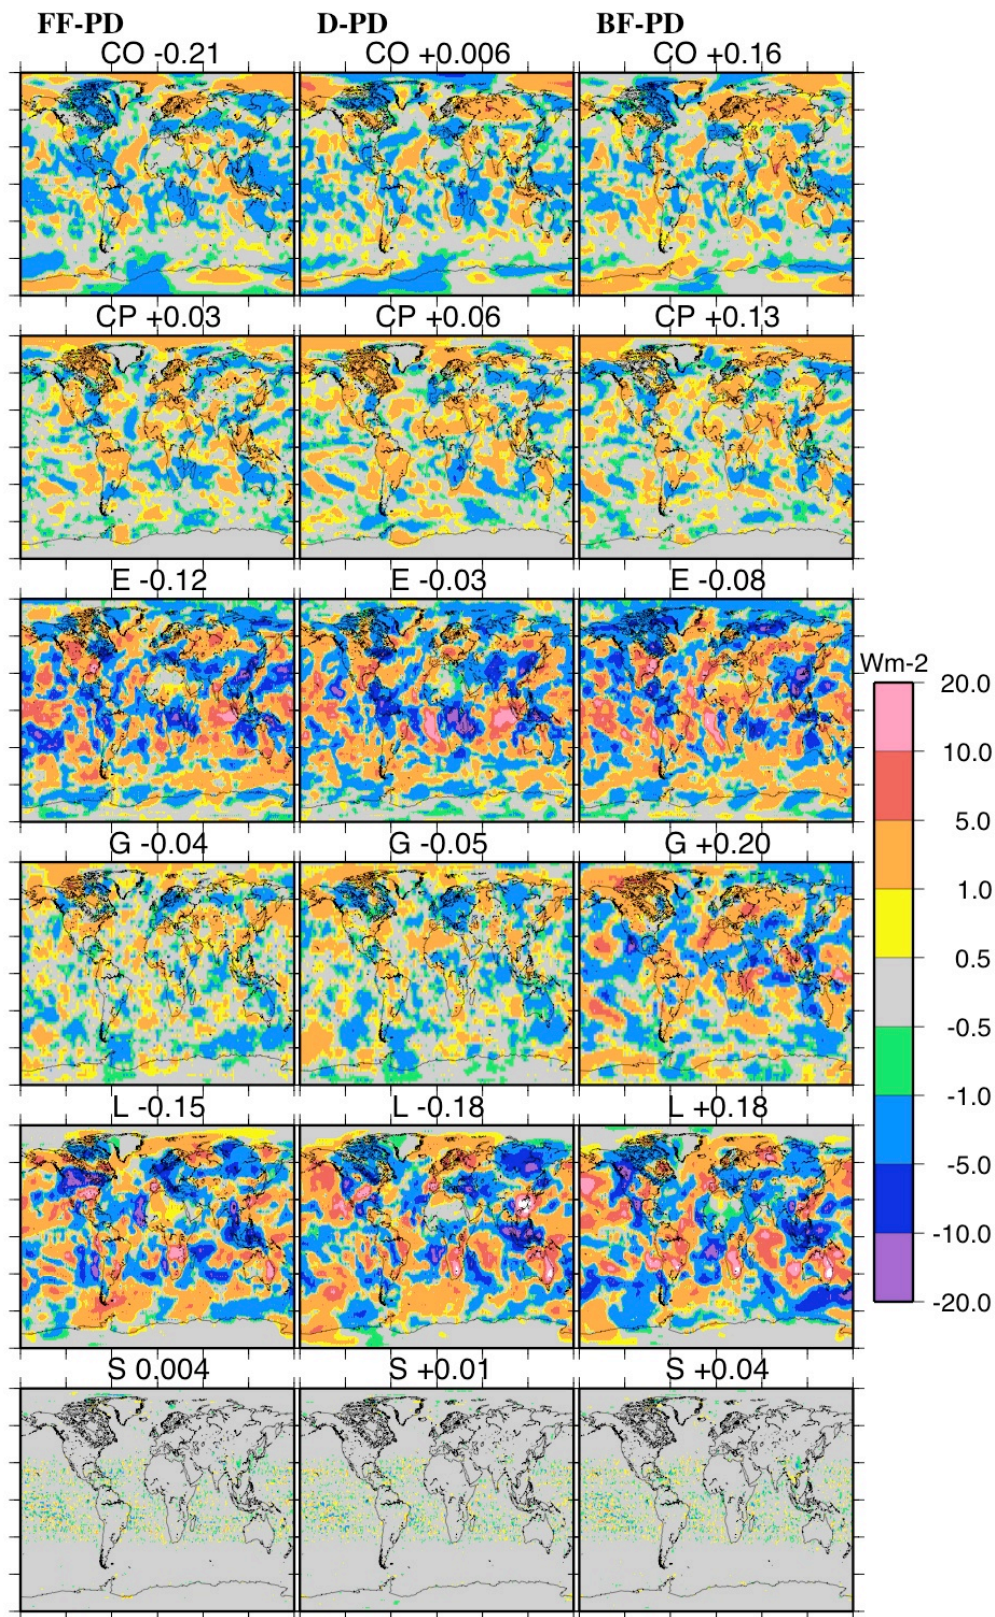 FF-PD D-PD BF-PD
CO -0.21 CO +0.006 CO +0.16
CP +0.03 CP +0.06 CP +0.13
E -0.12 E -0.03 E -0.08
Wm-2
20.0
10.0
5.0
1.0
0.5
-0.5
-1.0
-5.0
-10.0
-20.0
G -0.04 G -0.05 G +0.20
L -0.15 L -0.18 L +0.18
S 0.004 S +0.01 S +0.04